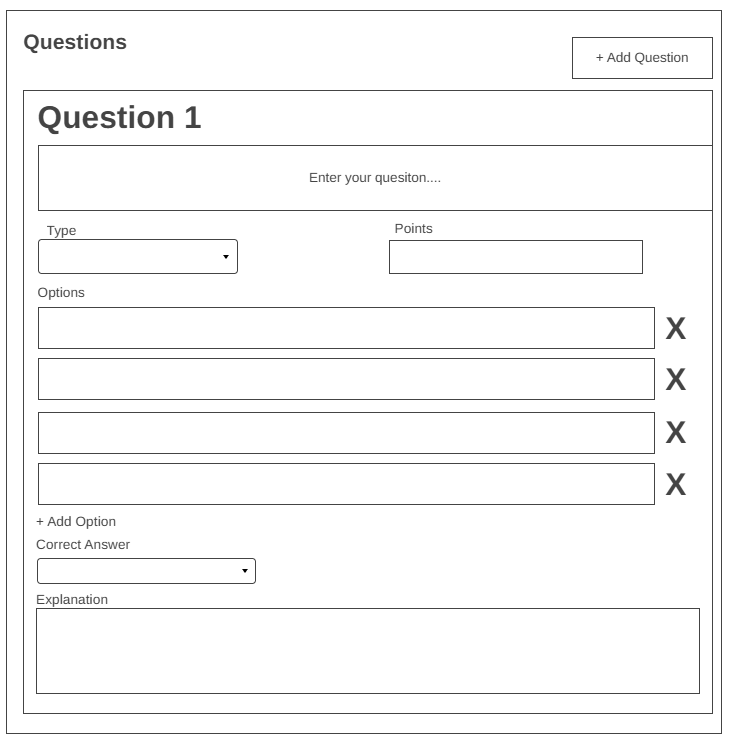 Questions
+ Add Question
Question 1
Enter your quesiton....
Type
Points
Options
X
X
X
X
+ Add Option
Correct Answer
Explanation